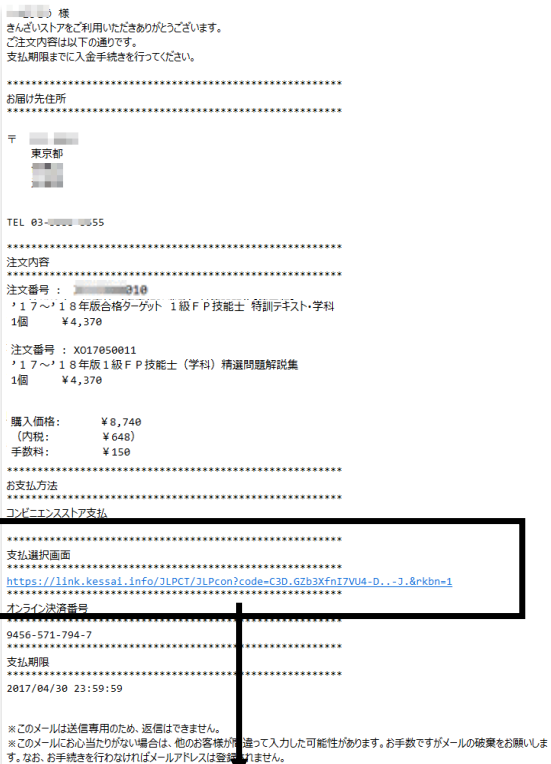 様
きんざいストアをご利用いただきありがとうございます。
ご注文内容は以下の通りです。
支払期限までに入金手続きを行ってください。
*******************************************************
お届け先住所
*******************************************************
〒
東京都
TEL 03- 55
*******************************************************
注文内容
*******************************************************
注文番号 : 010
'１７～'１８年版合格ターゲット １級ＦＰ技能士 特訓テキスト・学科
1個 ¥4,370
注文番号 : XO17050011
'１７～'１８年版１級ＦＰ技能士（学科）精選問題解説集
1個 ¥4,370
購入価格: ¥8,740
（内税: ¥648）
手数料: ¥150
*******************************************************
お支払方法
*******************************************************
コンビニエンスストア支払
*******************************************************
支払選択画面
*******************************************************
https://link.kessai.info/JLPCT/JLPcon?code=C3D.GZb3XfnI7VU4-D..-J.&rkbn=1
*******************************************************
オンライン決済番号
*******************************************************
9456-571-794-7
*******************************************************
支払期限
*******************************************************
2017/04/30 23:59:59
※このメールは送信専用のため、返信はできません。
※このメールにお心当たりがない場合は、他のお客様が間違って入力した可能性があります。お手数ですがメールの破棄をお願いしま
す。なお、お手続きを行わなければメールアドレスは登録されません。